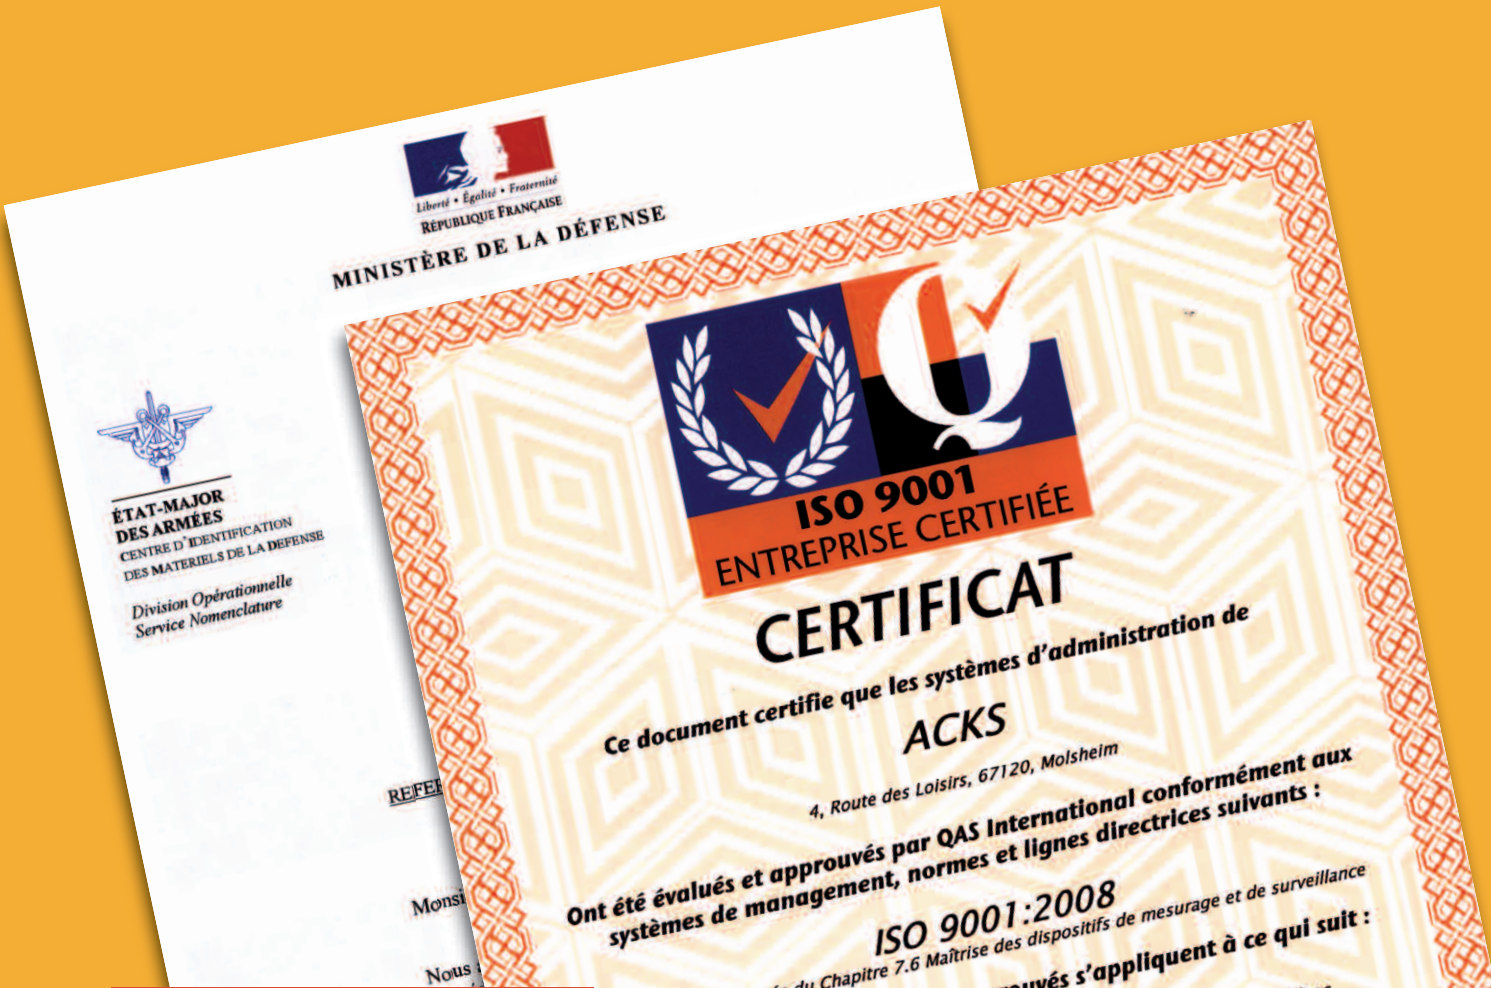 Liberté • Égalité • Fraternité
RÉPUBLIQUE FRANÇAISE
MINISTÈRE DE LA DÉFENSE
ÉTAT-MAJOR
DES ARMÉES
CENTRE D'IDENTIFICATION
DES MATERIELS DE LA DEFENSE
Division Opérationnelle
Service Nomenclature
Nous
Q
ISO 9001
ENTREPRISE CERTIFIÉE
CERTIFICAT
Ce document certifie que les systèmes d'administration de
ACKS
4, Route des Loisirs, 67120, Molsheim
Ont été évalués et approuvés par QAS International conformément aux
systèmes de management, normes et lignes directrices suivants :
ISO 9001:2008
du Chapitre 7.6 Maîtrise des dispositifs de mesurage et de surveillance
s'appliquent à ce qui suit :